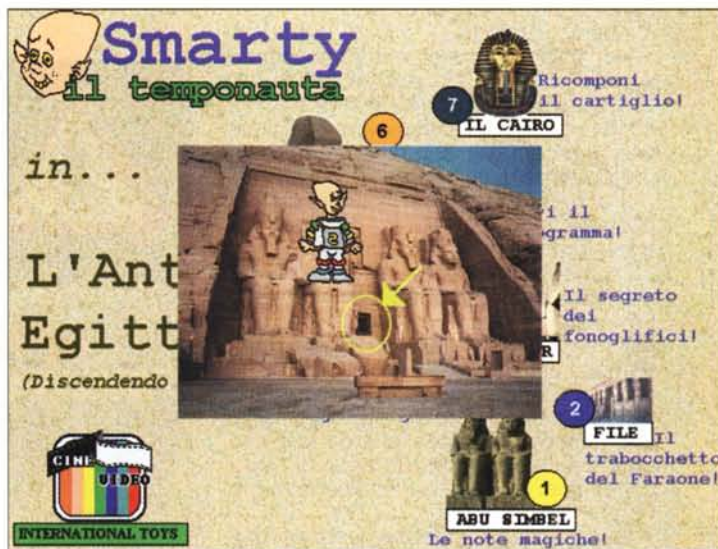 Smarty
il temponauta
in...
L'Ant
Egitt
(Discendendo
6
7
IL CAIRO
Ricomponi
il cartiglio!
vi il
ogramma!
Il segreto
dei
fonoglifici!
R
2
FILE
Il
trabocchetto
del Faraone!
1
ABU SIMBEL
Le note magiche!
CINE
VIDEO
INTERNATIONAL TOYS